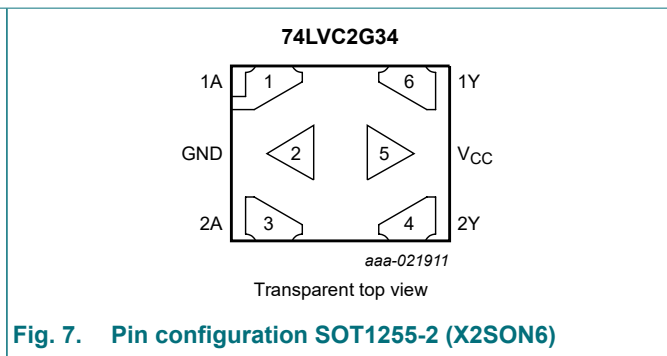 74LVC2G34
1A 1 6 1Y
GND 2 5 VCC
2A 3 4 2Y
aaa-021911
Transparent top view
Fig. 7. Pin configuration SOT1255-2 (X2SON6)